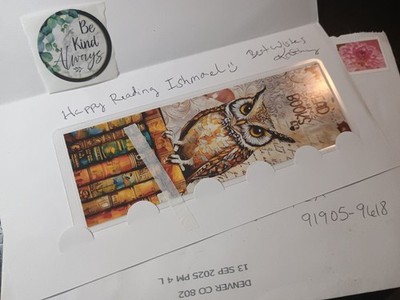 Be
Kind
Always
Happy Reading Ishmael
Best wishes
91905-9618
DENVER CO 802
13 SEP 2025 PM 4 L